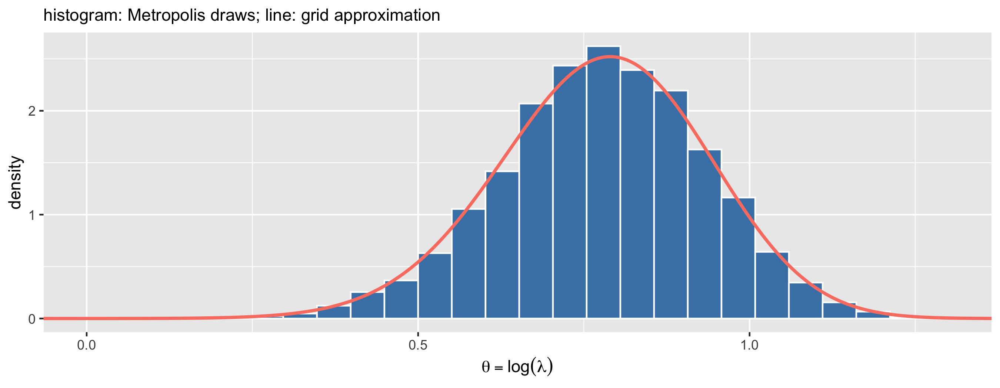 histogram: Metropolis draws; line: grid approximation
density
2
1
0
0.0 0.5 1.0
θ = log(λ)